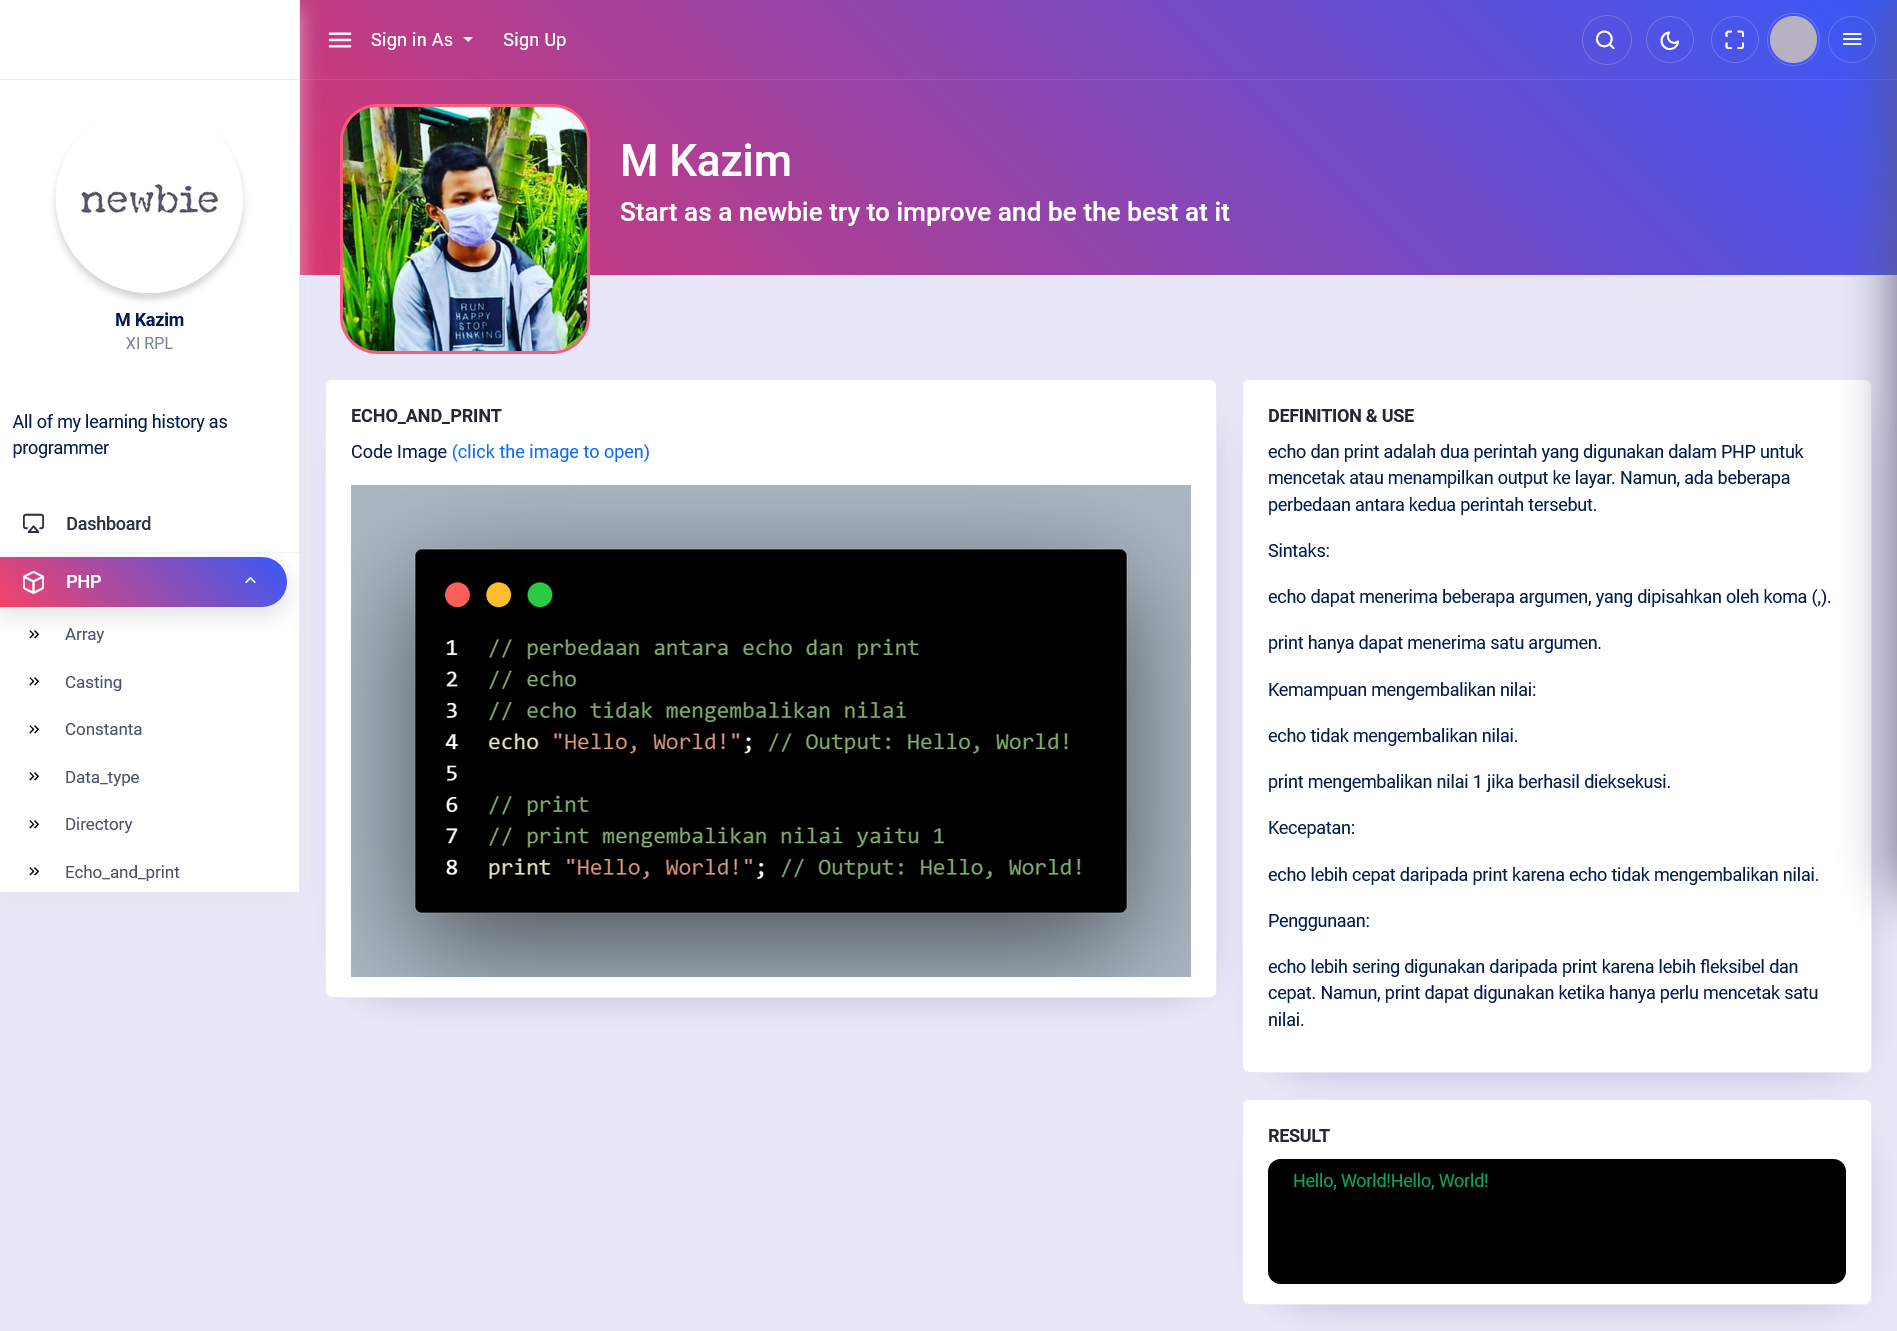 Sign in As
Sign Up
newbie
M Kazim
XI RPL
All of my learning history as
programmer
Dashboard
PHP
Array
Casting
Constanta
Data_type
Directory
Echo_and_print
M Kazim
Start as a newbie try to improve and be the best at it
RUN
HAPPY
STOP
THINKING
ECHO_AND_PRINT
Code Image (click the image to open)
1 // perbedaan antara echo dan print
2 // echo
3 // echo tidak mengembalikan nilai
4 echo "Hello, World!"; // Output: Hello, World!
5
6 // print
7 // print mengembalikan nilai yaitu 1
8 print "Hello, World!"; // Output: Hello, World!
DEFINITION & USE
echo dan print adalah dua perintah yang digunakan dalam PHP untuk
mencetak atau menampilkan output ke layar. Namun, ada beberapa
perbedaan antara kedua perintah tersebut.
Sintaks:
echo dapat menerima beberapa argumen, yang dipisahkan oleh koma (,).
print hanya dapat menerima satu argumen.
Kemampuan mengembalikan nilai:
echo tidak mengembalikan nilai.
print mengembalikan nilai 1 jika berhasil dieksekusi.
Kecepatan:
echo lebih cepat daripada print karena echo tidak mengembalikan nilai.
Penggunaan:
echo lebih sering digunakan daripada print karena lebih fleksibel dan
cepat. Namun, print dapat digunakan ketika hanya perlu mencetak satu
nilai.
RESULT
Hello, World!Hello, World!